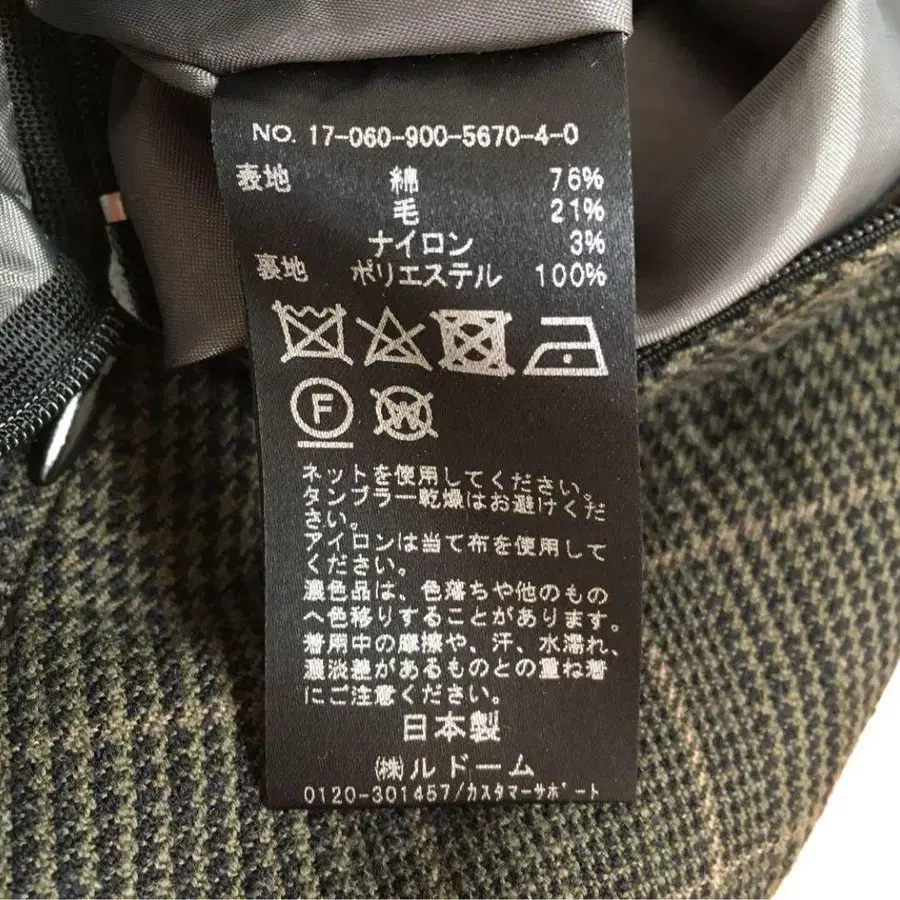 NO. 17-060-900-5670-4-0
表地 綿 76%
毛 21%
ナイロン 3%
裏地 ポリエステル 100%
F
W
ネットを使用してください。
タンブラー乾燥はお避けくだ
さい。
アイロンは当て布を使用して
ください。
濃色品は、色落ちや他のもの
へ色移りすることがあります。
着用中の摩擦や、汗、水濡れ、
濃淡差があるものとの重ね着
にご注意ください。
日本製
㈱ルドーム
0120-301457/カスタマーサポート